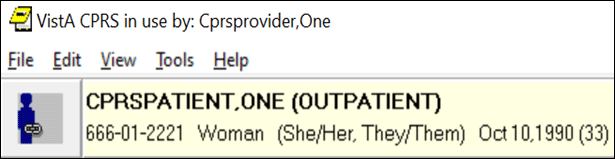 VistA CPRS in use by: Cprsprovider,One
File Edit View Tools Help
CPRSPATIENT,ONE (OUTPATIENT)
666-01-2221 Woman (She/Her, They/Them) Oct 10,1990 (33)